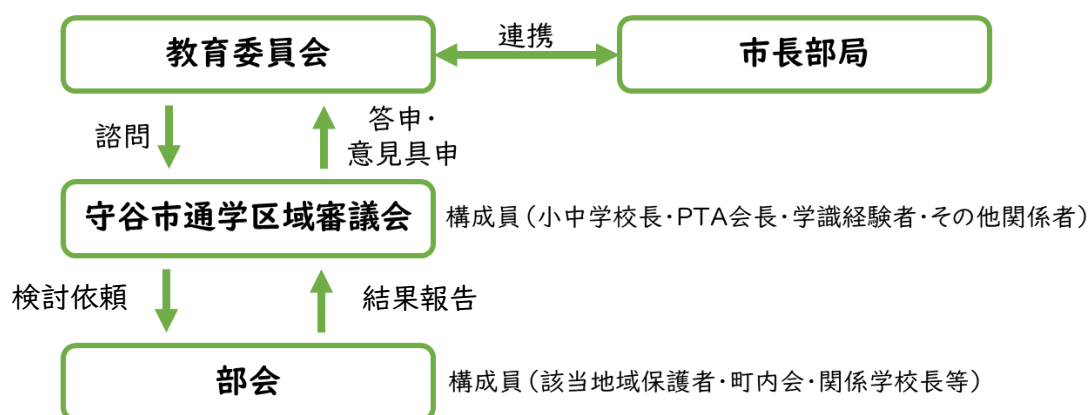 教育委員会
連携
市長部局
諮問
答申・
意見具申
守谷市通学区域審議会
構成員（小中学校長・PTA会長・学識経験者・その他関係者）
検討依頼
結果報告
部会
構成員（該当地域保護者・町内会・関係学校長等）